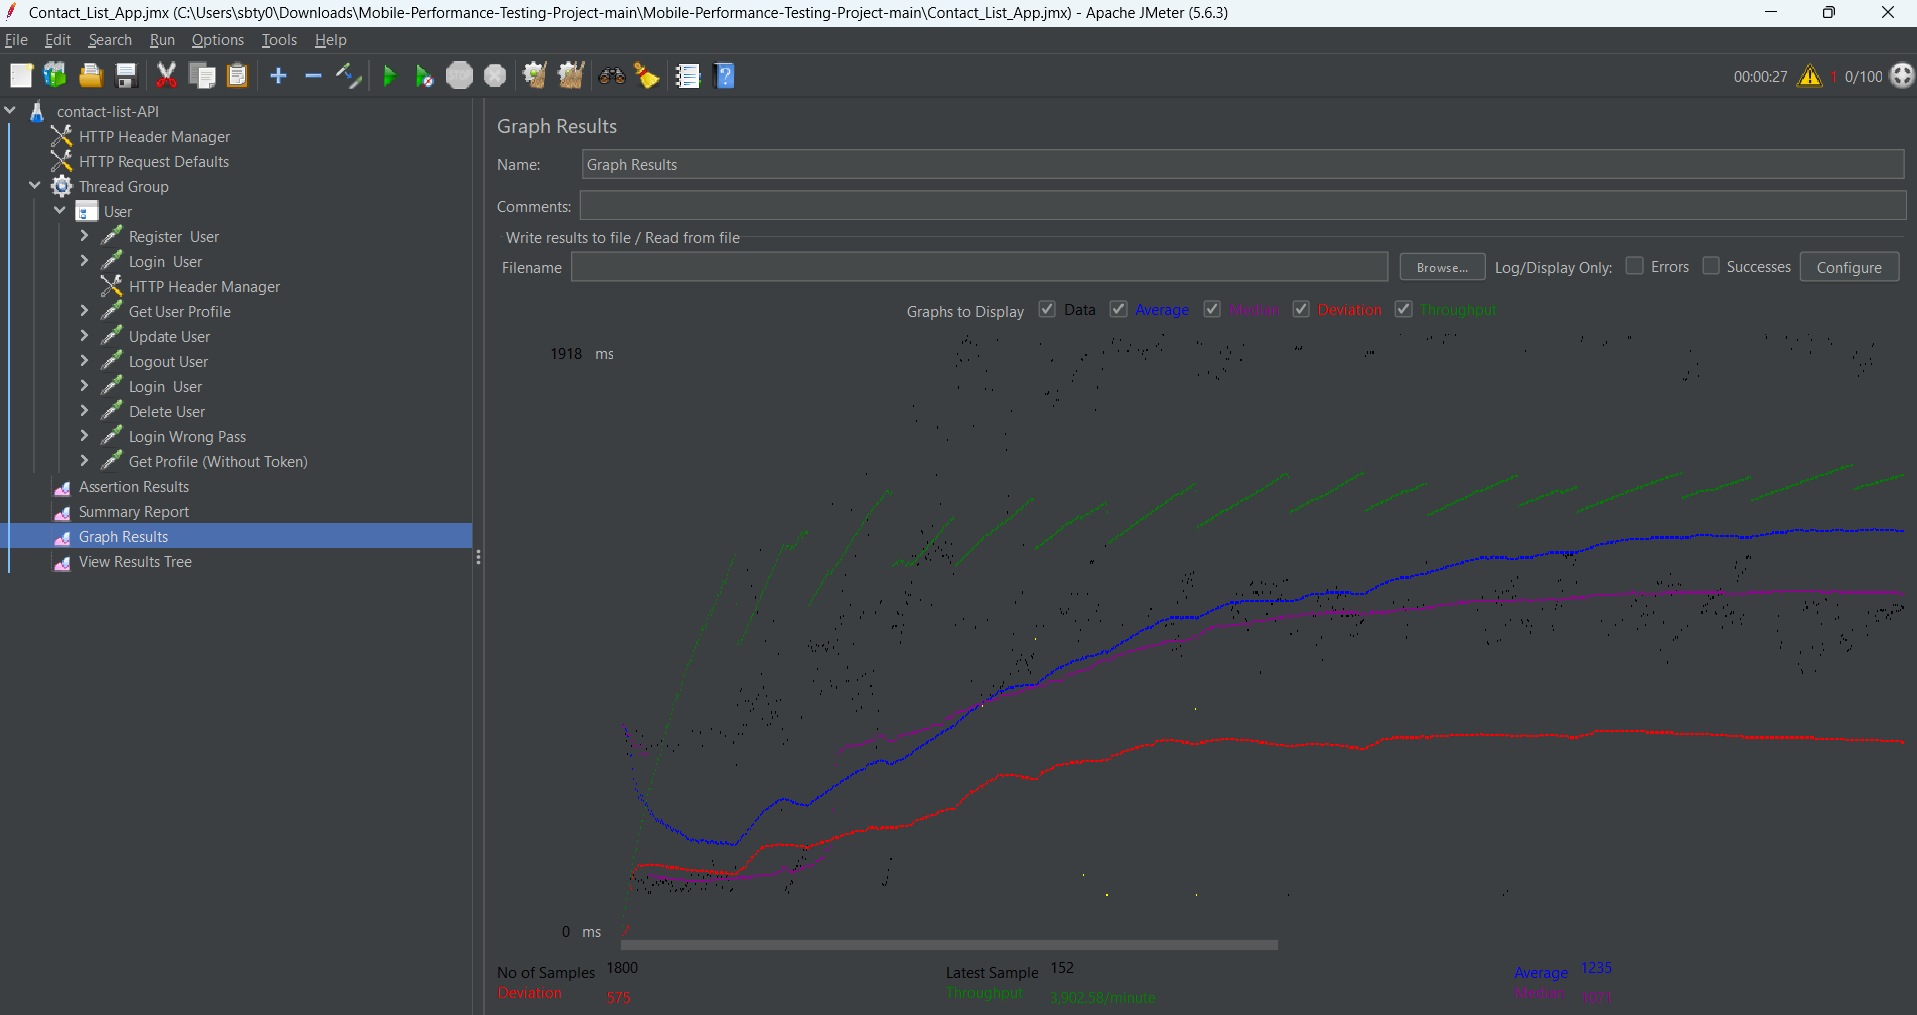 Contact_List_App.jmx (C:\Users\sbty0\Downloads\Mobile-Performance-Testing-Project-main\Mobile-Performance-Testing-Project-main\Contact_List_App.jmx) - Apache JMeter (5.6.3)
File Edit Search Run Options Tools Help
STOP 00:00:27 1 0/100
contact-list-API
HTTP Header Manager
HTTP Request Defaults
Thread Group
User
Register User
Login User
HTTP Header Manager
Get User Profile
Update User
Logout User
Login User
Delete User
Login Wrong Pass
Get Profile (Without Token)
Assertion Results
Summary Report
Graph Results
View Results Tree
Graph Results
Name: Graph Results
Comments:
Write results to file / Read from file
Filename Browse... Log/Display Only: Errors Successes Configure
Graphs to Display Data Average Median Deviation Throughput
1918 ms
0 ms
No of Samples 1800 Latest Sample 152 Average 1235
Deviation 575 Throughput 3,902.58/minute Median 1071